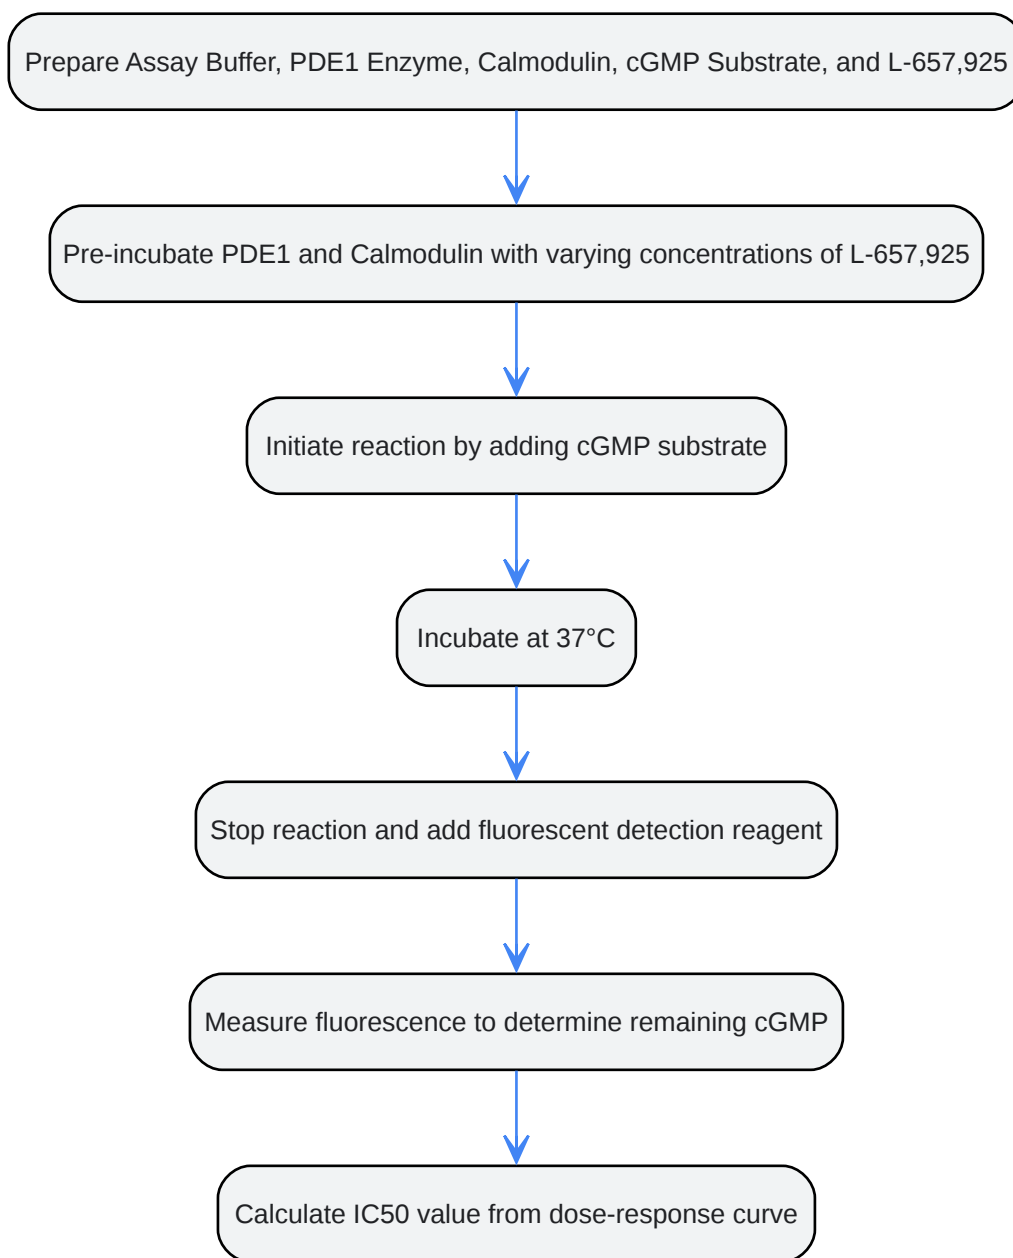 Prepare Assay Buffer, PDE1 Enzyme, Calmodulin, cGMP Substrate, and L-657,925
Pre-incubate PDE1 and Calmodulin with varying concentrations of L-657,925
Initiate reaction by adding cGMP substrate
Incubate at 37°C
Stop reaction and add fluorescent detection reagent
Measure fluorescence to determine remaining cGMP
Calculate IC50 value from dose-response curve